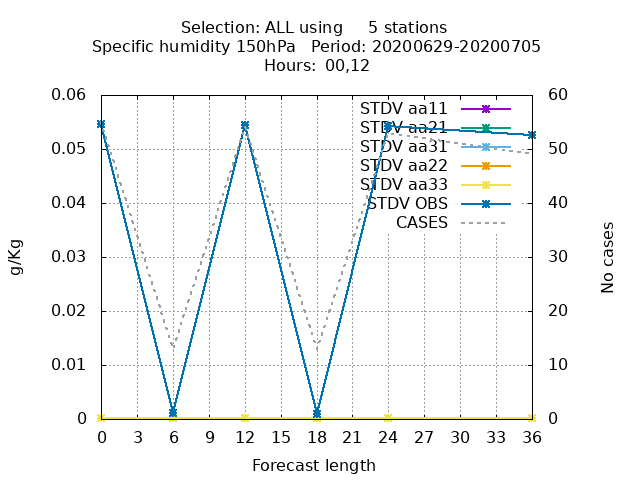 Selection: ALL using     5 stations
Specific humidity 150hPa   Period: 20200629-20200705
Hours: 00,12
0.06
0.05
0.04
0.03
0.02
0.01
0
60
50
40
30
20
10
0
STDV aa11
STDV aa21
STDV aa31
STDV aa22
STDV aa33
STDV OBS
CASES
g/Kg
No cases
0 3 6 9 12 15 18 21 24 27 30 33 36
Forecast length